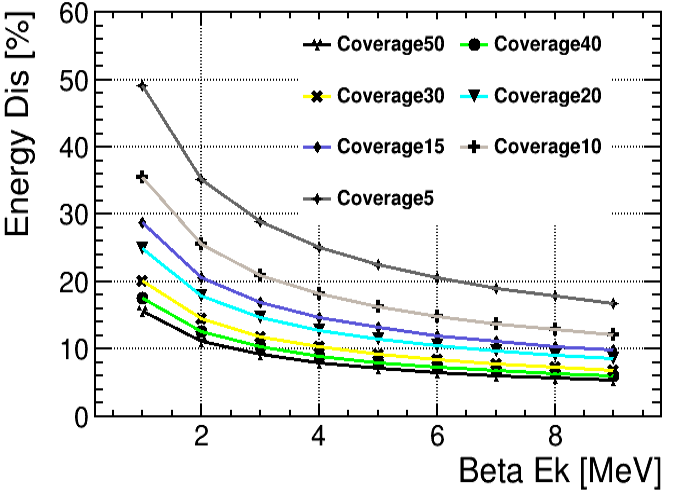 Energy Dis [%]
60
50
40
30
20
10
0
Coverage50 Coverage40
Coverage30 Coverage20
Coverage15 Coverage10
Coverage5
2 4 6 8
Beta Ek [MeV]